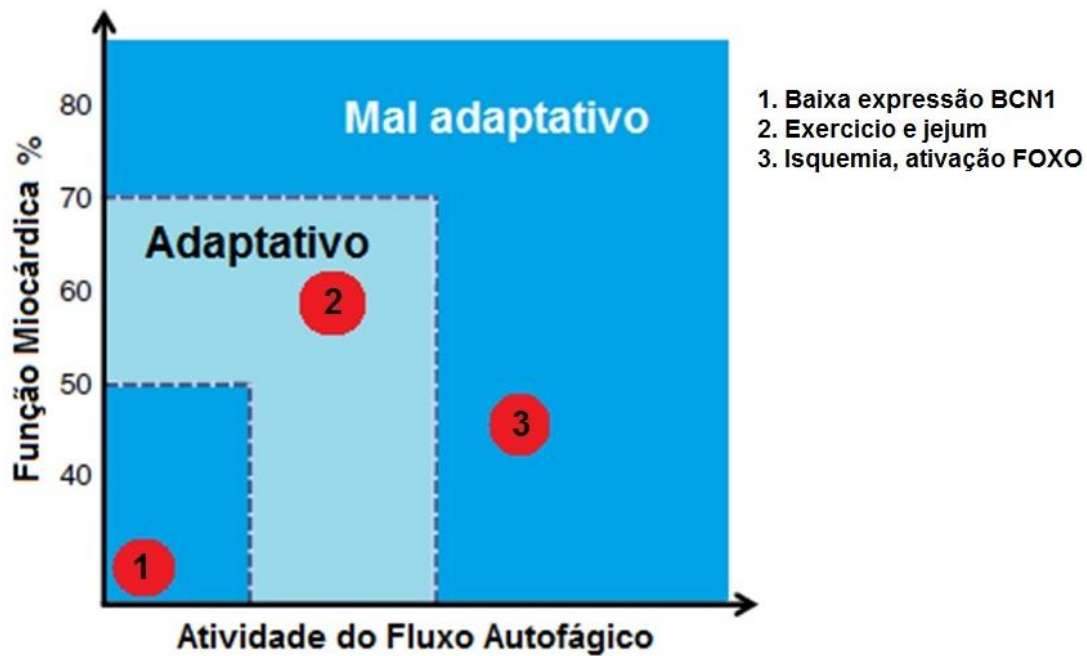 Função Miocárdica %
80
70
60
50
40
Mal adaptativo
Adaptativo
2
3
1
Atividade do Fluxo Autofágico
1. Baixa expressão BCN1
2. Exercicio e jejum
3. Isquemia, ativação FOXO